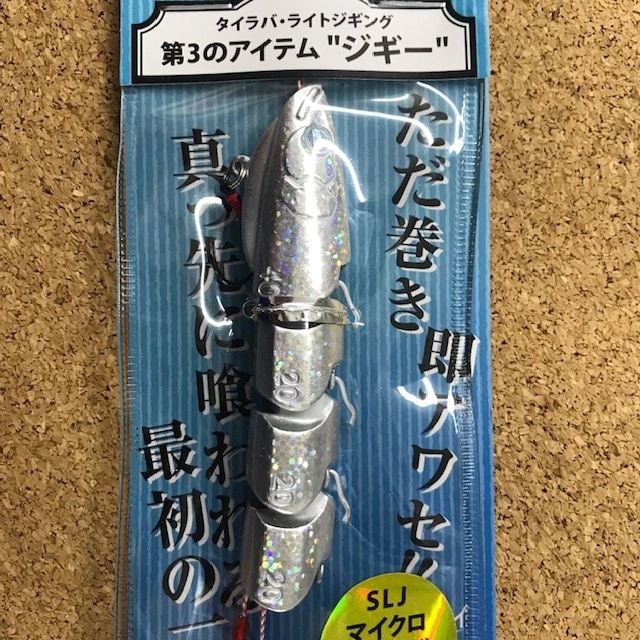 タイラバ・ライトジギング
第3のアイテム"ジギー"
ただ巻き
即アワセ!!
真っ先に喰われる
最初の一
40
20
20
20
SLJ
マイクロ